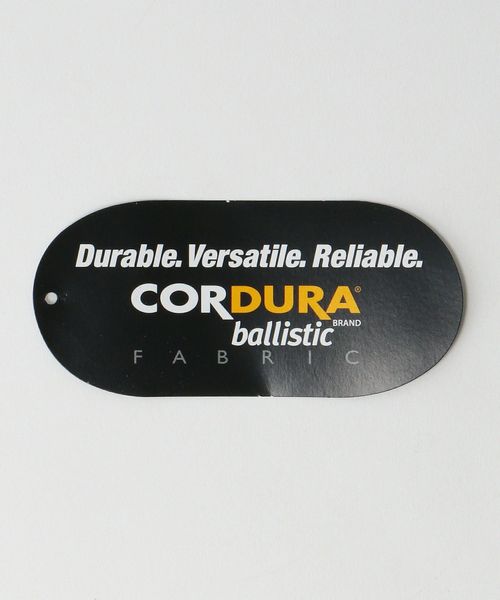 Durable. Versatile. Reliable.
CORDURA®
ballistic BRAND
FABRIC